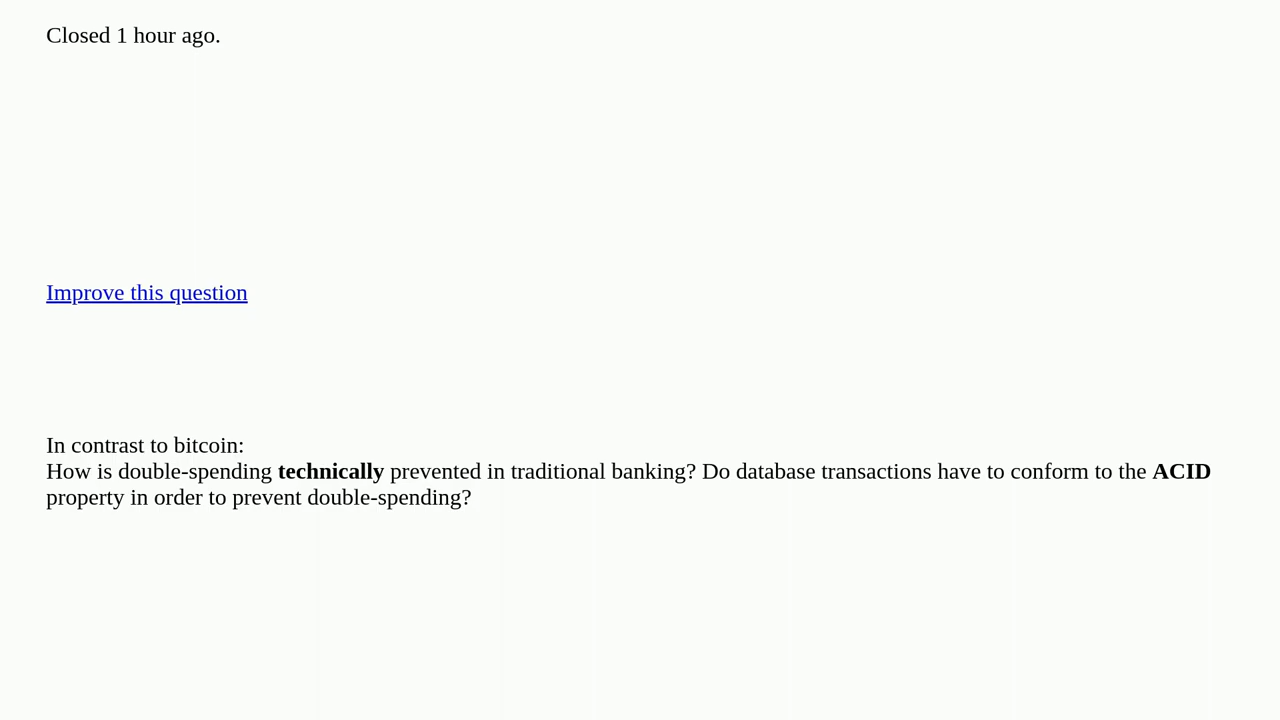 Closed 1 hour ago.
Improve this question
In contrast to bitcoin:
How is double-spending technically prevented in traditional banking? Do database transactions have to conform to the ACID
property in order to prevent double-spending?